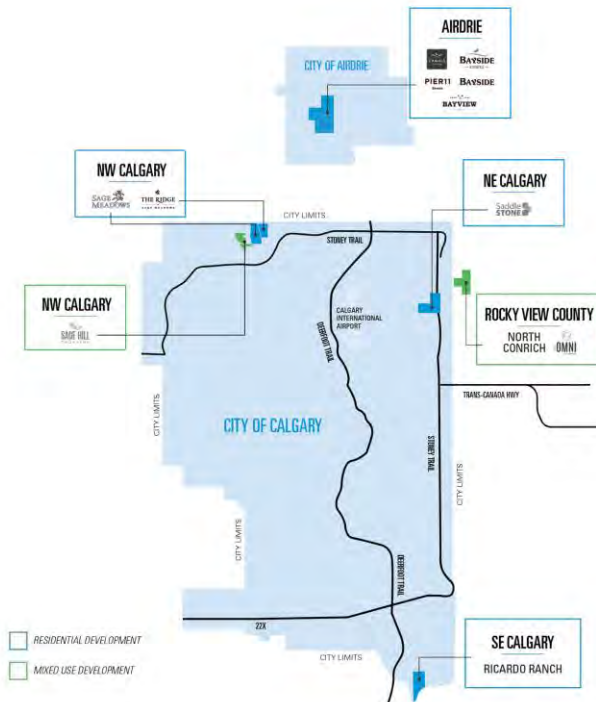 AIRDRIE
BAYSIDE
PIER11
BAYSIDE
BAYVIEW
CITY OF AIRDRIE
NW CALGARY
SAGE
MEADOWS
THE RIDGE
NE CALGARY
Saddle
STONE
CITY LIMITS
STONEY TRAIL
NW CALGARY
SAGE HILL
CALGARY
INTERNATIONAL
AIRPORT
DEERFOOT TRAIL
ROCKY VIEW COUNTY
NORTH
CONRICH
OMNI
TRANS-CANADA HWY
CITY LIMITS
CITY OF CALGARY
STONEY TRAIL
CITY LIMITS
CITY LIMITS
DEERFOOT TRAIL
22X
RESIDENTIAL DEVELOPMENT
MIXED USE DEVELOPMENT
CITY LIMITS
SE CALGARY
RICARDO RANCH